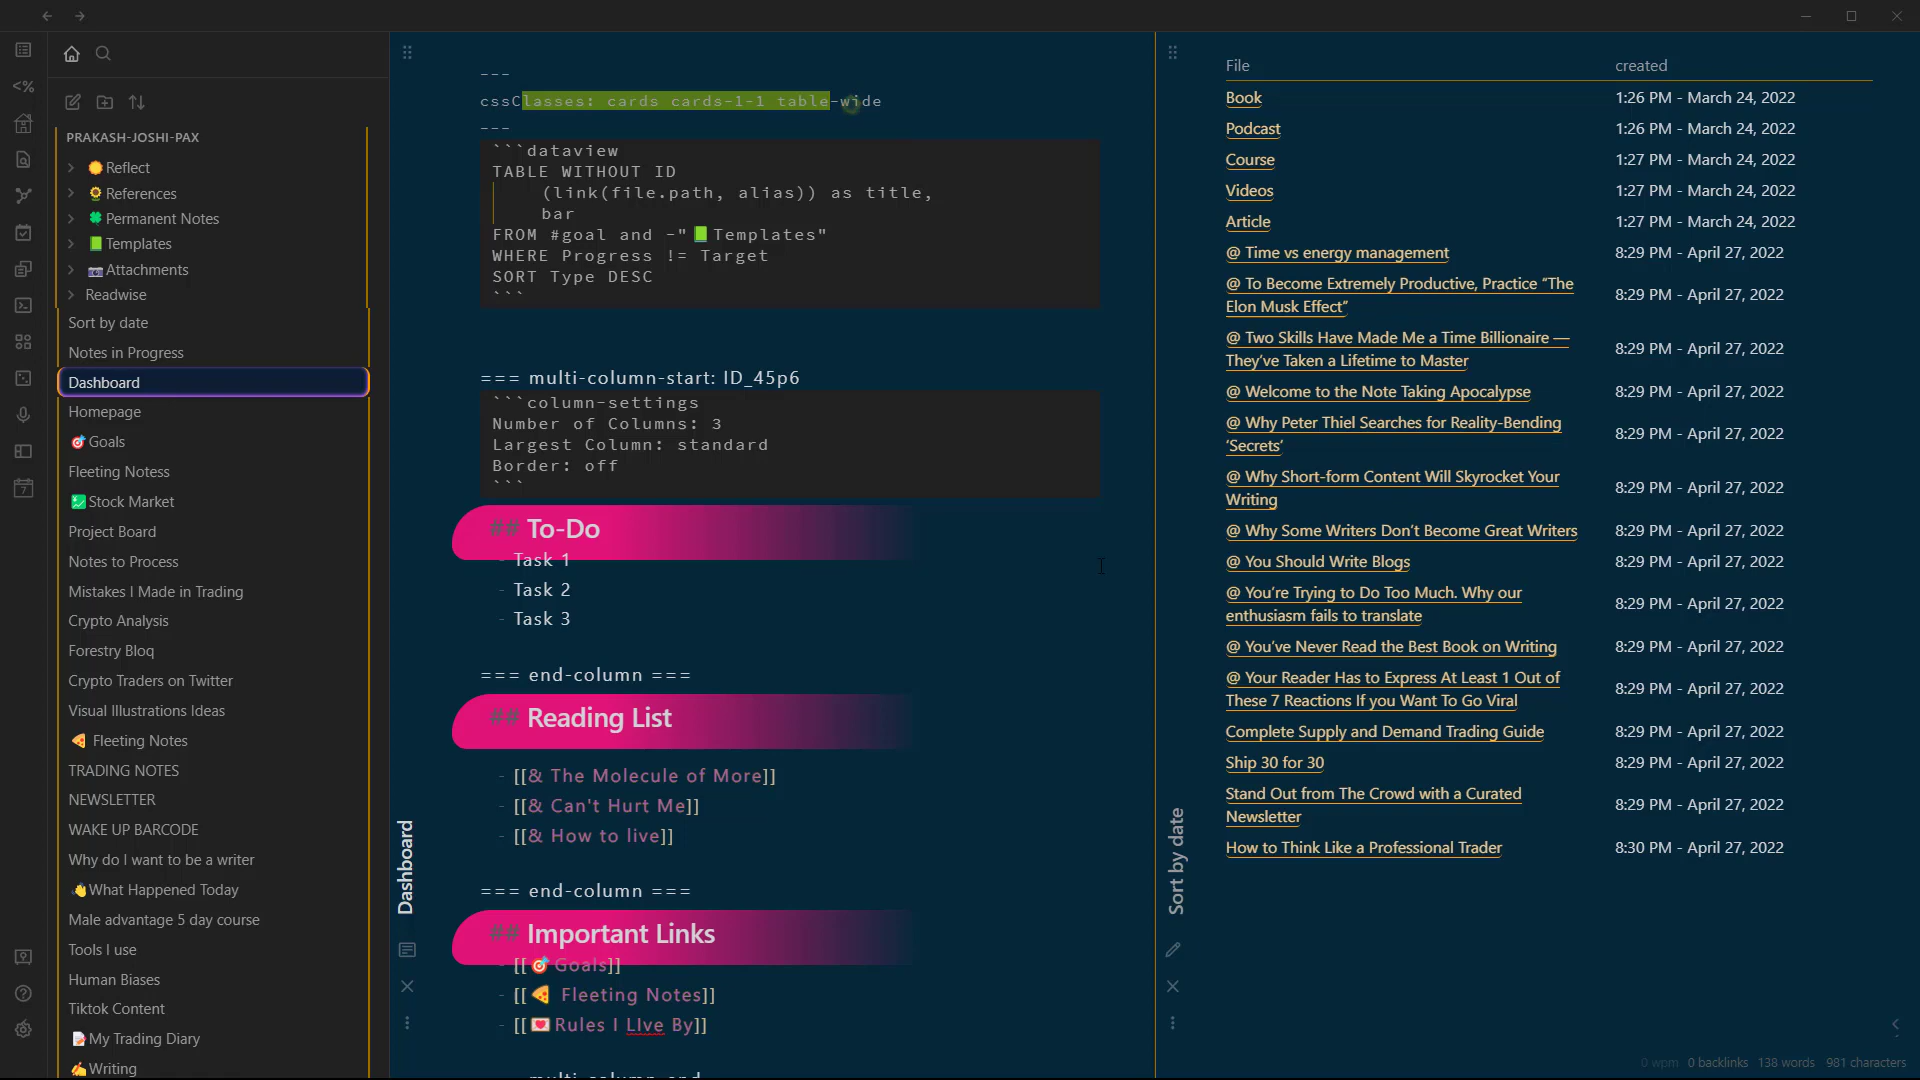 PRAKASH-JOSHI-PAX
Reflect
References
Permanent Notes
Templates
Attachments
Readwise
Sort by date
Notes in Progress
Dashboard
Homepage
Goals
Fleeting Notess
Stock Market
Project Board
Notes to Process
Mistakes I Made in Trading
Crypto Analysis
Forestry Bloq
Crypto Traders on Twitter
Visual Illustrations Ideas
Fleeting Notes
TRADING NOTES
NEWSLETTER
WAKE UP BARCODE
Why do I want to be a writer
What Happened Today
Male advantage 5 day course
Tools I use
Human Biases
Tiktok Content
My Trading Diary
Writing
---
cssClasses: cards cards-1-1 table-wide
---
```dataview
TABLE WITHOUT ID
(link(file.path, alias)) as title,
bar
FROM #goal and -"📗Templates"
WHERE Progress != Target
SORT Type DESC
```
=== multi-column-start: ID_45p6
```column-settings
Number of Columns: 3
Largest Column: standard
Border: off
```
## To-Do
- Task 1
- Task 2
- Task 3
=== end-column ===
## Reading List
- [[& The Molecule of More]]
- [[& Can't Hurt Me]]
- [[& How to live]]
=== end-column ===
## Important Links
- [[🎯Goals]]
- [[🍕 Fleeting Notes]]
- [[💌Rules I LIve By]]
Dashboard
File created
Book 1:26 PM - March 24, 2022
Podcast 1:26 PM - March 24, 2022
Course 1:27 PM - March 24, 2022
Videos 1:27 PM - March 24, 2022
Article 1:27 PM - March 24, 2022
@ Time vs energy management 8:29 PM - April 27, 2022
@ To Become Extremely Productive, Practice “The
Elon Musk Effect” 8:29 PM - April 27, 2022
@ Two Skills Have Made Me a Time Billionaire —
They’ve Taken a Lifetime to Master 8:29 PM - April 27, 2022
@ Welcome to the Note Taking Apocalypse 8:29 PM - April 27, 2022
@ Why Peter Thiel Searches for Reality-Bending
‘Secrets’ 8:29 PM - April 27, 2022
@ Why Short-form Content Will Skyrocket Your
Writing 8:29 PM - April 27, 2022
@ Why Some Writers Don’t Become Great Writers 8:29 PM - April 27, 2022
@ You Should Write Blogs 8:29 PM - April 27, 2022
@ You’re Trying to Do Too Much. Why our
enthusiasm fails to translate 8:29 PM - April 27, 2022
@ You’ve Never Read the Best Book on Writing 8:29 PM - April 27, 2022
@ Your Reader Has to Express At Least 1 Out of
These 7 Reactions If you Want To Go Viral 8:29 PM - April 27, 2022
Complete Supply and Demand Trading Guide 8:29 PM - April 27, 2022
Ship 30 for 30 8:29 PM - April 27, 2022
Stand Out from The Crowd with a Curated
Newsletter 8:29 PM - April 27, 2022
How to Think Like a Professional Trader 8:30 PM - April 27, 2022
Sort by date
0 wpm 0 backlinks 138 words 981 characters